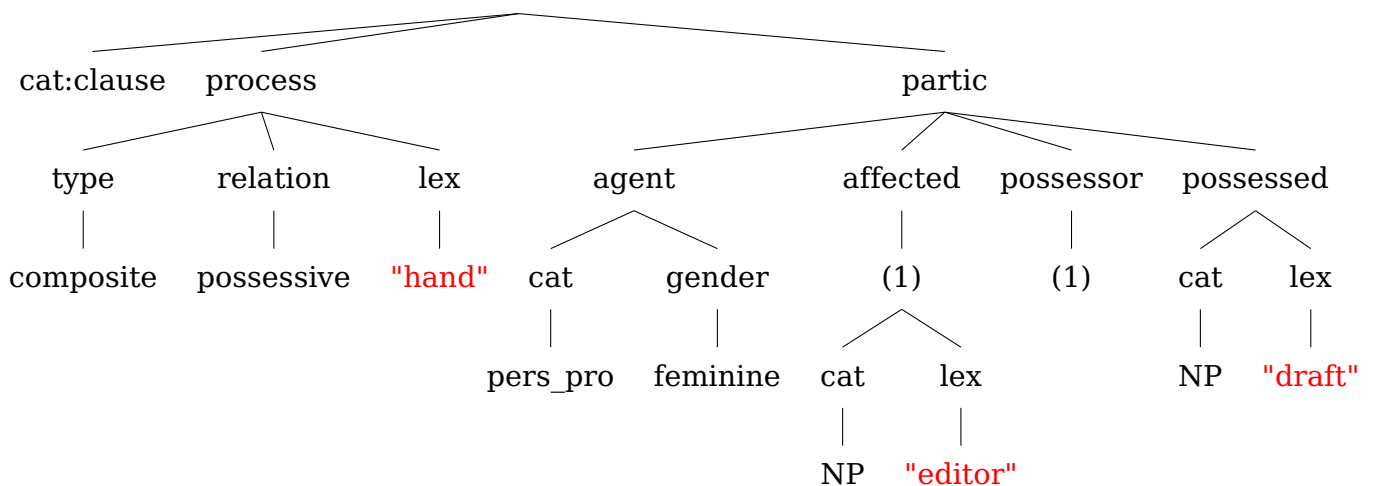 cat:clause process partic
type relation lex agent affected possessor possessed
composite possessive "hand" cat gender (1) (1) cat lex
pers_pro feminine cat lex NP "draft"
NP "editor"